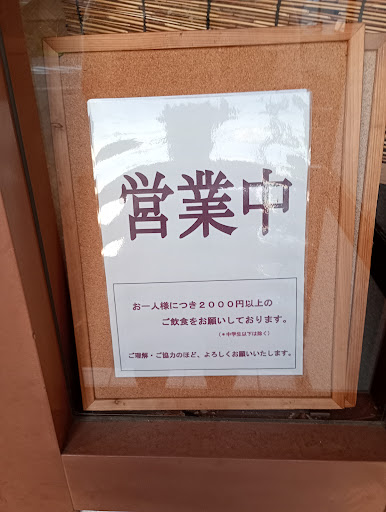 営業中
お一人様につき２０００円以上の
ご飲食をお願いしております。
（＊中学生以下は除く）
ご理解・ご協力のほど、よろしくお願いいたします。